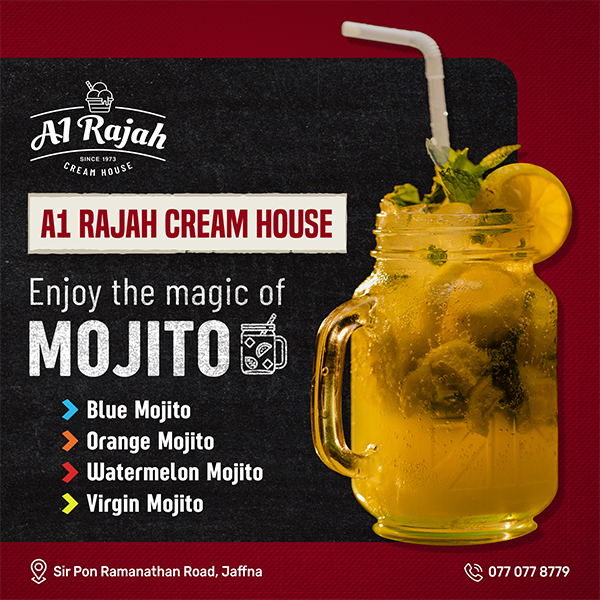 A1 Rajah
SINCE 1973
CREAM HOUSE
A1 RAJAH CREAM HOUSE
Enjoy the magic of
MOJITO
Blue Mojito
Orange Mojito
Watermelon Mojito
Virgin Mojito
Sir Pon Ramanathan Road, Jaffna
077 077 8779